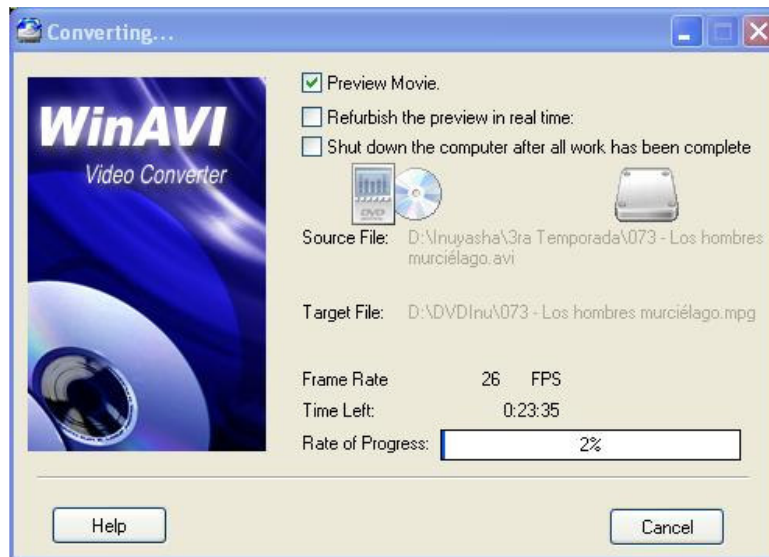 Converting...
WinAVI
Video Converter
Preview Movie.
Refurbish the preview in real time:
Shut down the computer after all work has been complete
DVD
Source File: D:\Inuyasha\3ra Temporada\073 - Los hombres
murciélago.avi
Target File: D:\DVDInu\073 - Los hombres murciélago.mpg
Frame Rate 26 FPS
Time Left: 0:23:35
Rate of Progress: 2%
Help Cancel